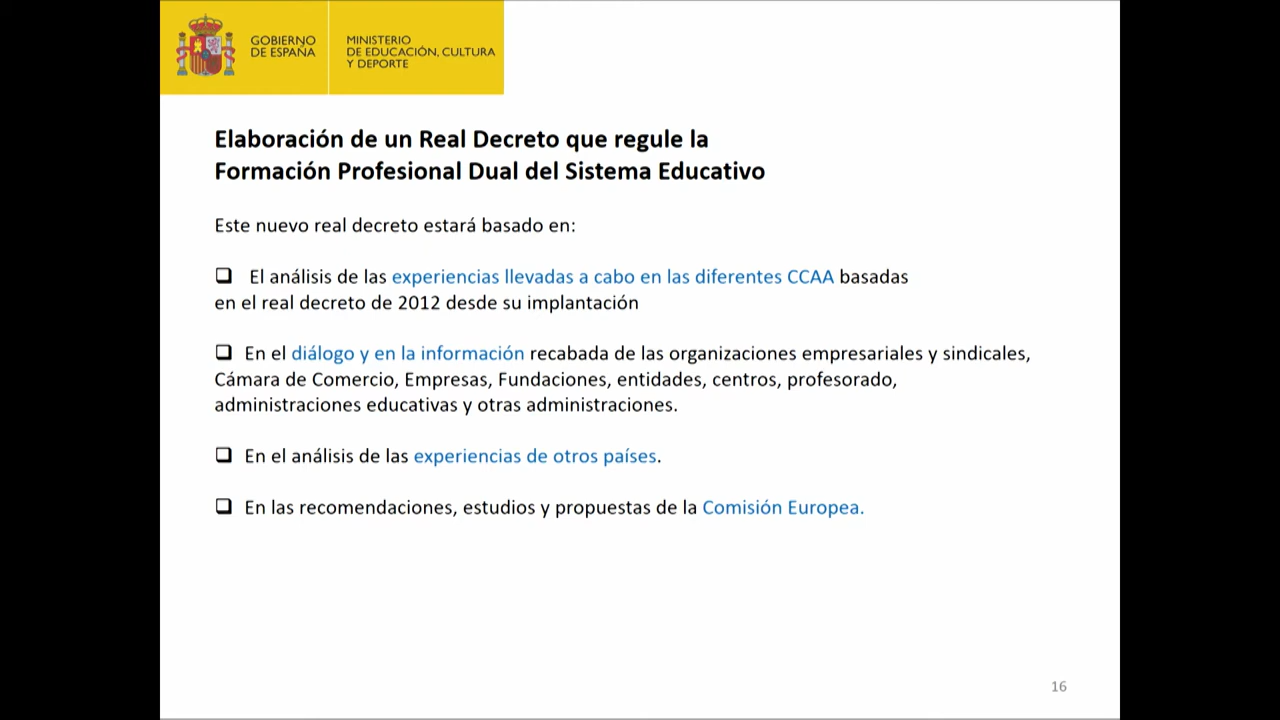 GOBIERNO
DE ESPAÑA
MINISTERIO
DE EDUCACIÓN, CULTURA
Y DEPORTE
Elaboración de un Real Decreto que regule la
Formación Profesional Dual del Sistema Educativo
Este nuevo real decreto estará basado en:
❑ El análisis de las experiencias llevadas a cabo en las diferentes CCAA basadas
en el real decreto de 2012 desde su implantación
❑ En el diálogo y en la información recabada de las organizaciones empresariales y sindicales,
Cámara de Comercio, Empresas, Fundaciones, entidades, centros, profesorado,
administraciones educativas y otras administraciones.
❑ En el análisis de las experiencias de otros países.
❑ En las recomendaciones, estudios y propuestas de la Comisión Europea.
16